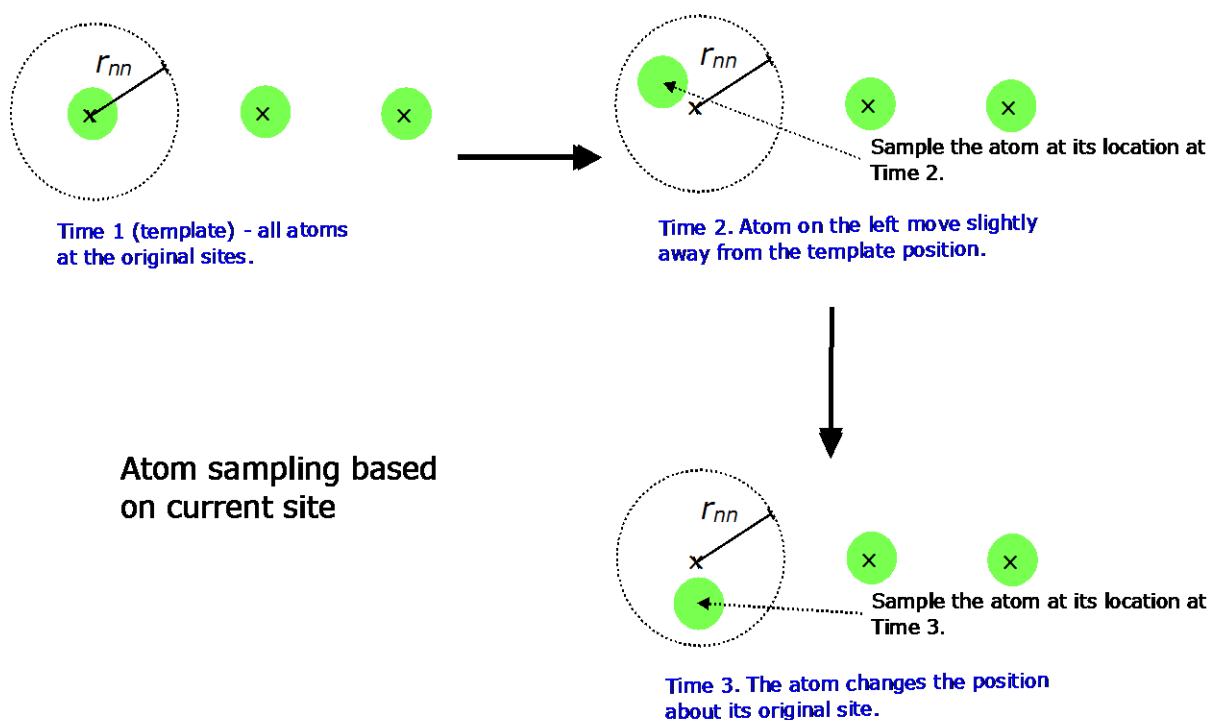 r_nn
Time 1 (template) - all atoms
at the original sites.
r_nn
Sample the atom at its location at
Time 2.
Time 2. Atom on the left move slightly
away from the template position.
Atom sampling based
on current site
r_nn
Sample the atom at its location at
Time 3.
Time 3. The atom changes the position
about its original site.